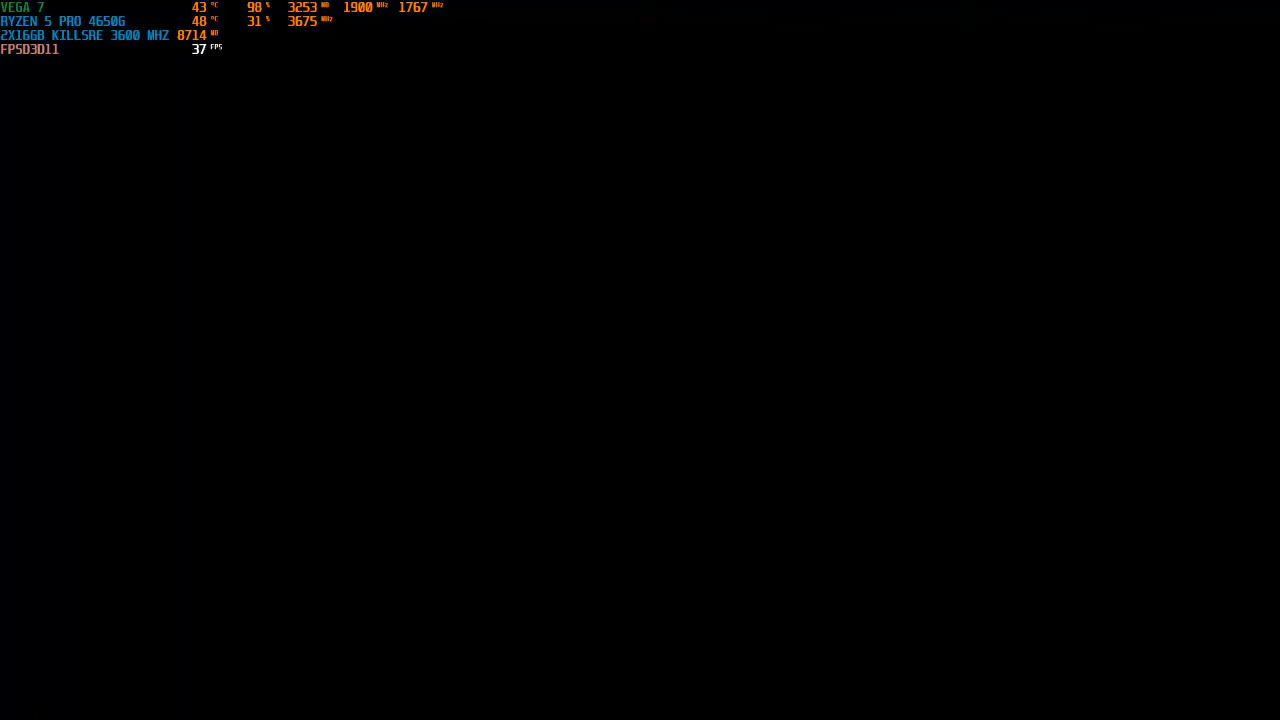 VEGA 7 43 °C 98 % 3253 MB 1900 MHz 1767 MHz
RYZEN 5 PRO 4650G 48 °C 31 % 3675 MHz
2X16GB KILLSRE 3600 MHZ 8714 MB
FPSD3D11 37 FPS